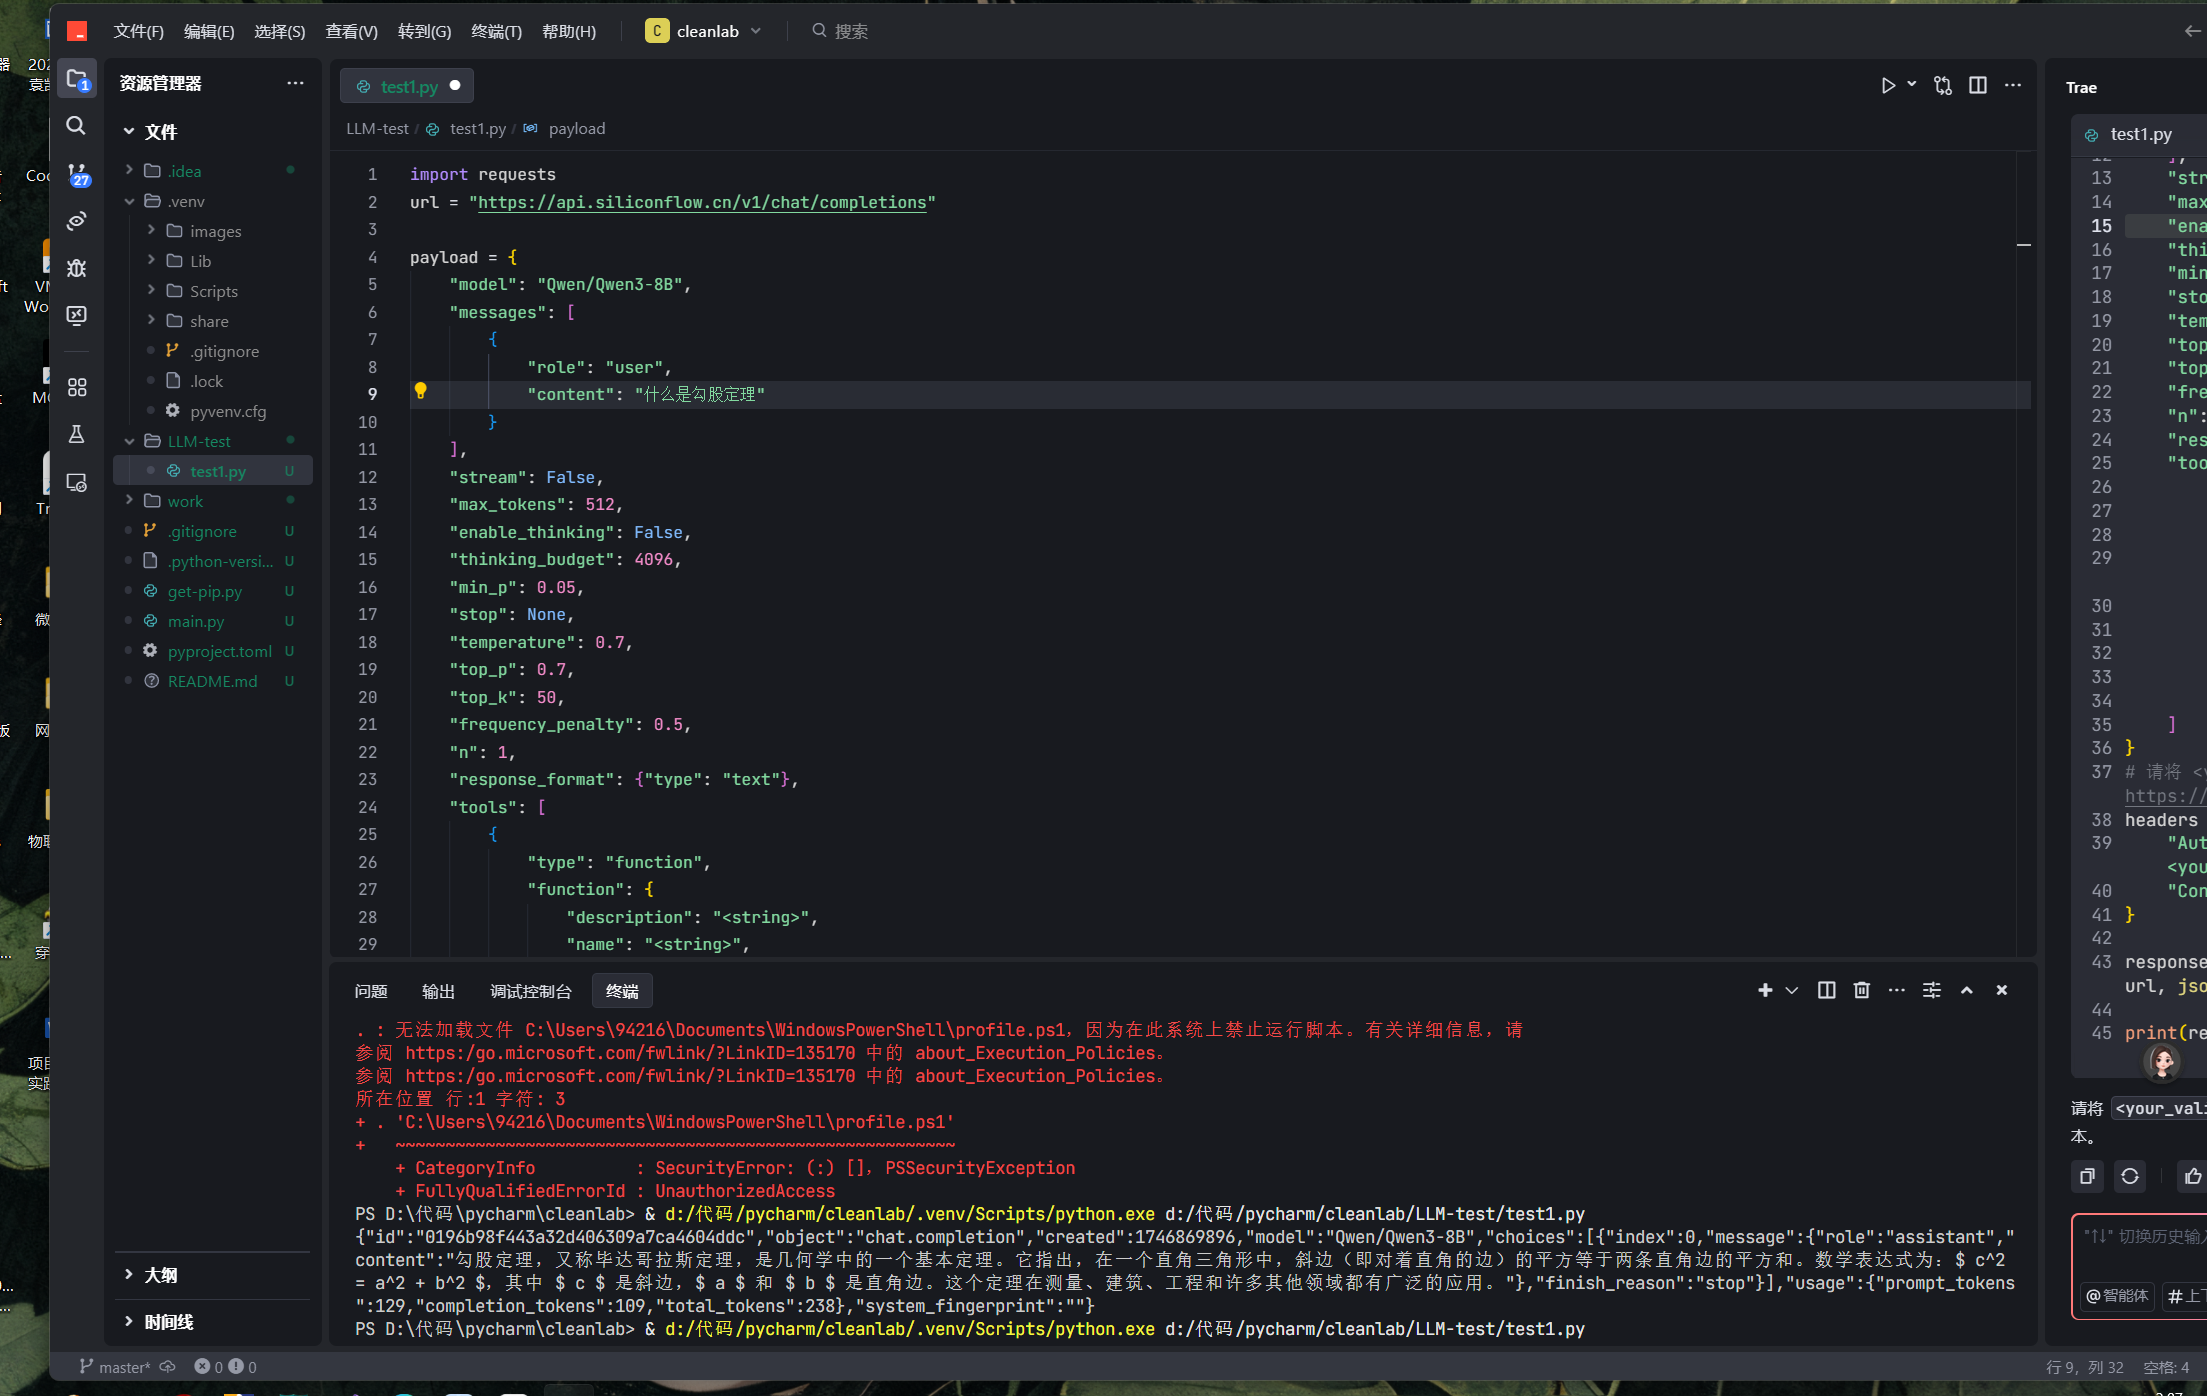 文件(F) 编辑(E) 选择(S) 查看(V) 转到(G) 终端(T) 帮助(H) C cleanlab 搜索
资源管理器
文件
.idea
.venv
images
Lib
Scripts
share
.gitignore
.lock
pyvenv.cfg
LLM-test
test1.py U
work
.gitignore U
.python-versi... U
get-pip.py U
main.py U
pyproject.toml U
README.md U
大纲
时间线
1
27
test1.py
LLM-test / test1.py / payload
1 import requests
2 url = "https://api.siliconflow.cn/v1/chat/completions"
3
4 payload = {
5 "model": "Qwen/Qwen3-8B",
6 "messages": [
7 {
8 "role": "user",
9 "content": "什么是勾股定理"
10 }
11 ],
12 "stream": False,
13 "max_tokens": 512,
14 "enable_thinking": False,
15 "thinking_budget": 4096,
16 "min_p": 0.05,
17 "stop": None,
18 "temperature": 0.7,
19 "top_p": 0.7,
20 "top_k": 50,
21 "frequency_penalty": 0.5,
22 "n": 1,
23 "response_format": {"type": "text"},
24 "tools": [
25 {
26 "type": "function",
27 "function": {
28 "description": "<string>",
29 "name": "<string>",
问题 输出 调试控制台 终端
. : 无法加载文件 C:\Users\94216\Documents\WindowsPowerShell\profile.ps1，因为在此系统上禁止运行脚本。有关详细信息，请
参阅 https:/go.microsoft.com/fwlink/?LinkID=135170 中的 about_Execution_Policies。
参阅 https:/go.microsoft.com/fwlink/?LinkID=135170 中的 about_Execution_Policies。
所在位置 行:1 字符: 3
+ . 'C:\Users\94216\Documents\WindowsPowerShell\profile.ps1'
+ ~~~~~~~~~~~~~~~~~~~~~~~~~~~~~~~~~~~~~~~~~~~~~~~~~~~~~~~~
+ CategoryInfo : SecurityError: (:) []，PSSecurityException
+ FullyQualifiedErrorId : UnauthorizedAccess
PS D:\代码\pycharm\cleanlab> & d:/代码/pycharm/cleanlab/.venv/Scripts/python.exe d:/代码/pycharm/cleanlab/LLM-test/test1.py
{"id":"0196b98f443a32d406309a7ca4604ddc","object":"chat.completion","created":1746869896,"model":"Qwen/Qwen3-8B","choices":[{"index":0,"message":{"role":"assistant","
content":"勾股定理，又称毕达哥拉斯定理，是几何学中的一个基本定理。它指出，在一个直角三角形中，斜边（即对着直角的边）的平方等于两条直角边的平方和。数学表达式为：$ c^2
= a^2 + b^2 $，其中 $ c $ 是斜边，$ a $ 和 $ b $ 是直角边。这个定理在测量、建筑、工程和许多其他领域都有广泛的应用。"},"finish_reason":"stop"}],"usage":{"prompt_tokens
":129,"completion_tokens":109,"total_tokens":238},"system_fingerprint":""}
PS D:\代码\pycharm\cleanlab> & d:/代码/pycharm/cleanlab/.venv/Scripts/python.exe d:/代码/pycharm/cleanlab/LLM-test/test1.py
Trae
test1.py
13 "str
14 "max
15 "ena
16 "thi
17 "min
18 "sto
19 "tem
20 "top
21 "top
22 "fre
23 "n":
24 "res
25 "too
26
27
28
29
30
31
32
33
34
35 ]
36 }
37 # 请将 <y
https://
38 headers
39 "Aut
<you
40 "Con
41 }
42
43 response
url, jso
44
45 print(re
请将 <your_vali
本。
"↑↓" 切换历史输入
@智能体 # 上下
master* 0 0
行 9，列 32 空格: 4